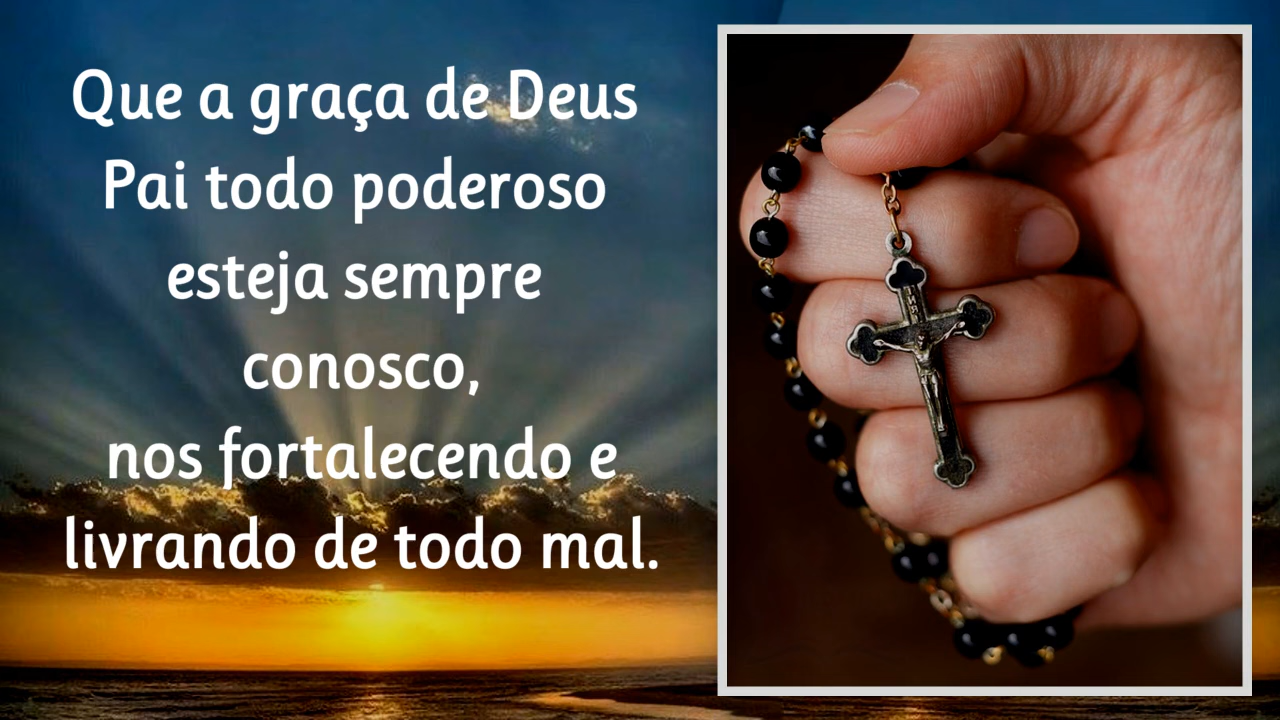 Que a graça de Deus
Pai todo poderoso
esteja sempre
conosco,
nos fortalecendo e
livrando de todo mal.